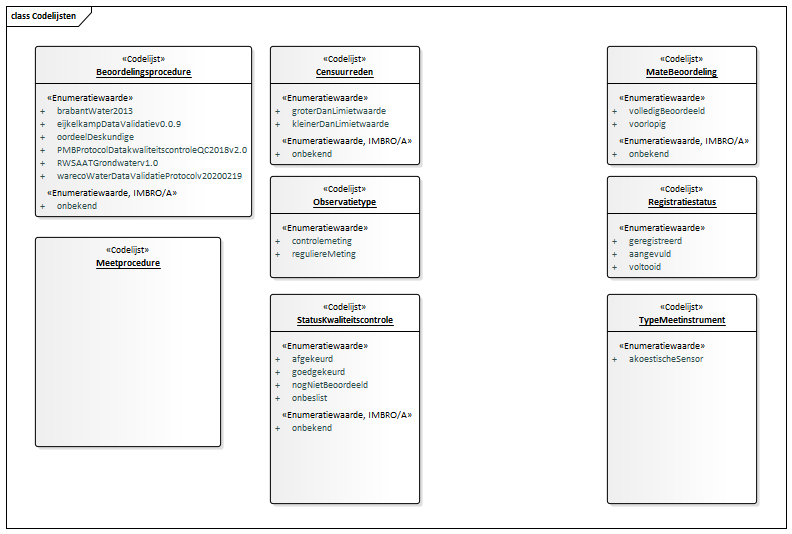 class Codelijsten
«Codelijst»
Beoordelingsprocedure
«Enumeratiewaarde»
+ brabantWater2013
+ eijkelkampDataValidatiev0.0.9
+ oordeelDeskundige
+ PMBProtocolDatakwaliteitscontroleQC2018v2.0
+ RWSAATGrondwaterv1.0
+ warecoWaterDataValidatieProtocolv20200219
«Enumeratiewaarde, IMBRO/A»
+ onbekend
«Codelijst»
Meetprocedure
«Codelijst»
Censuurreden
«Enumeratiewaarde»
+ groterDanLimietwaarde
+ kleinerDanLimietwaarde
«Enumeratiewaarde, IMBRO/A»
+ onbekend
«Codelijst»
Observatietype
«Enumeratiewaarde»
+ controlemeting
+ reguliereMeting
«Codelijst»
StatusKwaliteitscontrole
«Enumeratiewaarde»
+ afgekeurd
+ goedgekeurd
+ nogNietBeoordeeld
+ onbeslist
«Enumeratiewaarde, IMBRO/A»
+ onbekend
«Codelijst»
MateBeoordeling
«Enumeratiewaarde»
+ volledigBeoordeeld
+ voorlopig
«Enumeratiewaarde, IMBRO/A»
+ onbekend
«Codelijst»
Registratiestatus
«Enumeratiewaarde»
+ geregistreerd
+ aangevuld
+ voltooid
«Codelijst»
TypeMeetinstrument
«Enumeratiewaarde»
+ akoestischeSensor